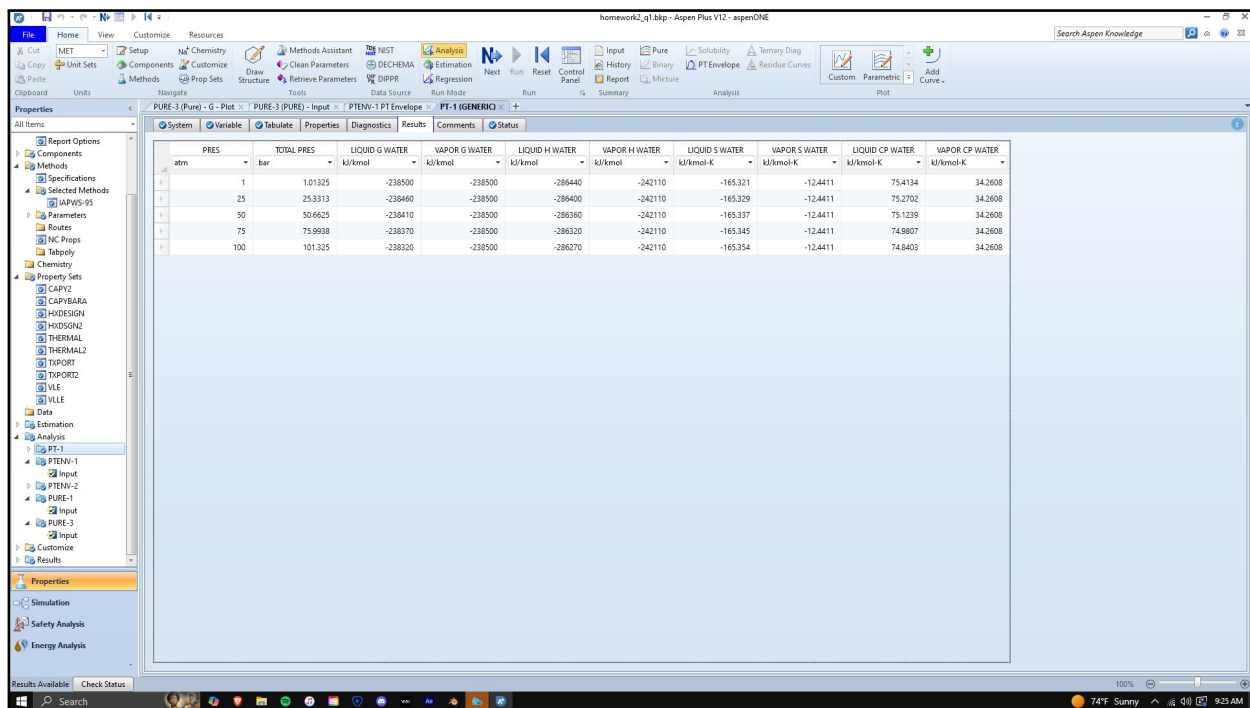 homework2_q1.bkp - Aspen Plus V12 - aspenONE
File Home View Customize Resources Search Aspen Knowledge
Cut MET Setup Na+ Chemistry Methods Assistant NIST Analysis Input Pure Solubility Ternary Diag
Copy Unit Sets Components Customize Clean Parameters DECHEMA Estimation History Binary PT Envelope Residue Curves
Paste Methods Prop Sets Draw Structure Retrieve Parameters DIPPR Regression Next Run Reset Control Panel Report Mixture Custom Parametric Add Curve
Clipboard Units Navigate Tools Data Source Run Mode Run Summary Analysis Plot
Properties PURE-3 (Pure) - G - Plot PURE-3 (PURE) - Input PTENV-1 PT Envelope PT-1 (GENERIC) +
All Items System Variable Tabulate Properties Diagnostics Results Comments Status
Report Options
Components
Methods
Specifications
Selected Methods
IAPWS-95
Parameters
Routes
NC Props
Tabpoly
Chemistry
Property Sets
CAPY2
CAPYBARA
HXDESIGN
HXDSGN2
THERMAL
THERMAL2
TXPORT
TXPORT2
VLE
VLLE
Data
Estimation
Analysis
PT-1
PTENV-1
Input
PTENV-2
PURE-1
Input
PURE-3
Input
Customize
Results
PRES TOTAL PRES LIQUID G WATER VAPOR G WATER LIQUID H WATER VAPOR H WATER LIQUID S WATER VAPOR S WATER LIQUID CP WATER VAPOR CP WATER
atm bar kJ/kmol kJ/kmol kJ/kmol kJ/kmol kJ/kmol-K kJ/kmol-K kJ/kmol-K kJ/kmol-K
1 1.01325 -238500 -238500 -286440 -242110 -165.321 -12.4411 75.4134 34.2608
25 25.3313 -238460 -238500 -286400 -242110 -165.329 -12.4411 75.2702 34.2608
50 50.6625 -238410 -238500 -286360 -242110 -165.337 -12.4411 75.1239 34.2608
75 75.9938 -238370 -238500 -286320 -242110 -165.345 -12.4411 74.9807 34.2608
100 101.325 -238320 -238500 -286270 -242110 -165.354 -12.4411 74.8403 34.2608
Properties
Simulation
Safety Analysis
Energy Analysis
Results Available Check Status 100%
Search 74°F Sunny 9:25 AM